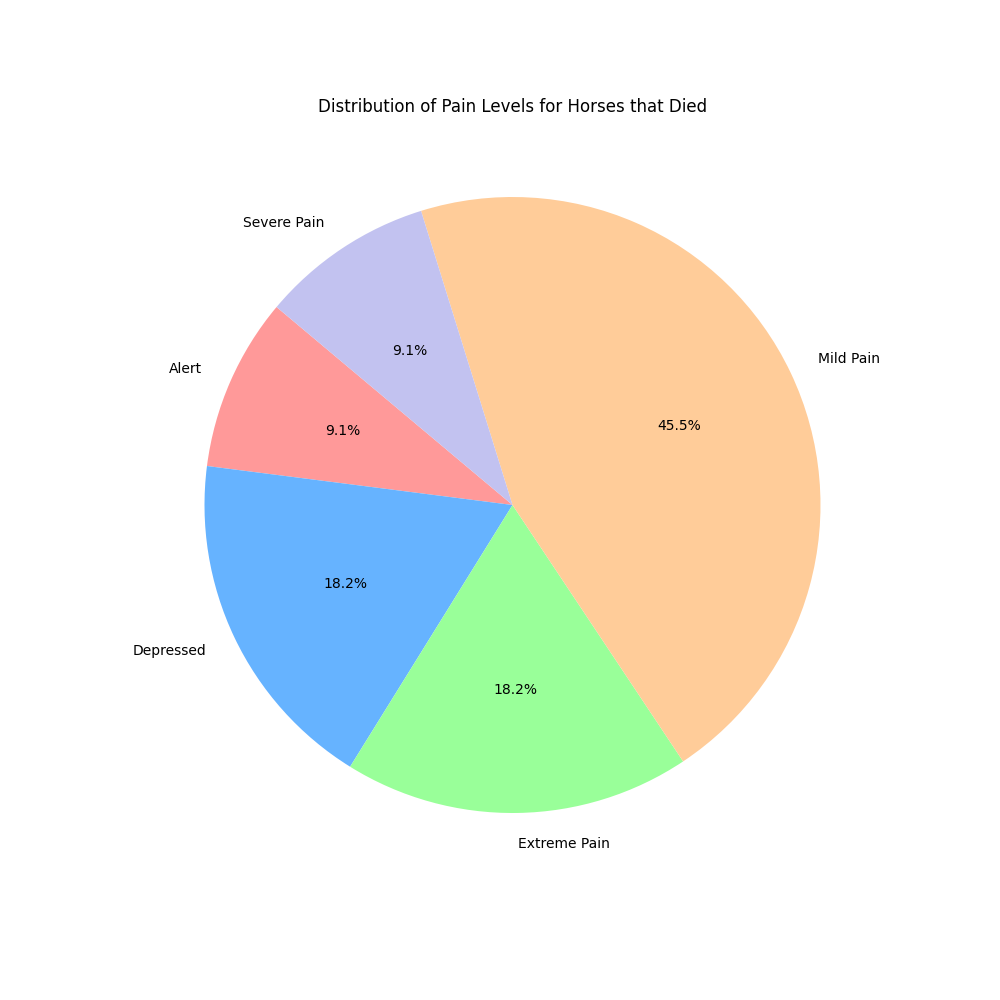 Distribution of Pain Levels for Horses that Died
Severe Pain
9.1%
Alert
9.1%
Mild Pain
45.5%
Depressed
18.2%
Extreme Pain
18.2%